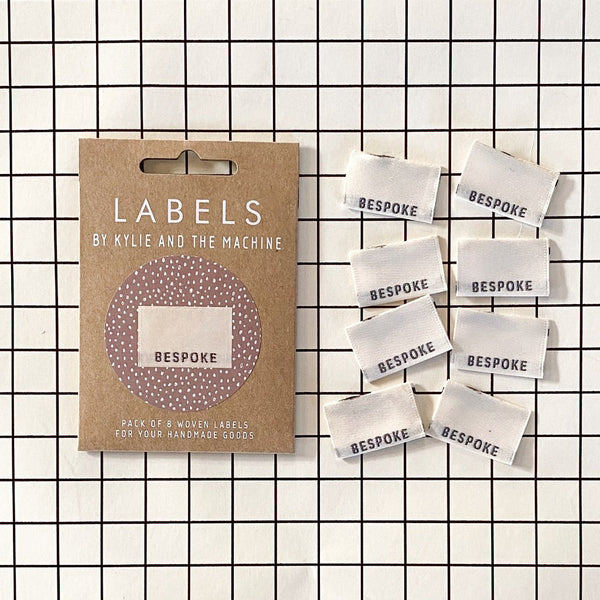 LABELS
BY KYLIE AND THE MACHINE
BESPOKE
PACK OF 8 WOVEN LABELS
FOR YOUR HANDMADE GOODS
BESPOKE
BESPOKE
BESPOKE
BESPOKE
BESPOKE
BESPOKE
BESPOKE
BESPOKE